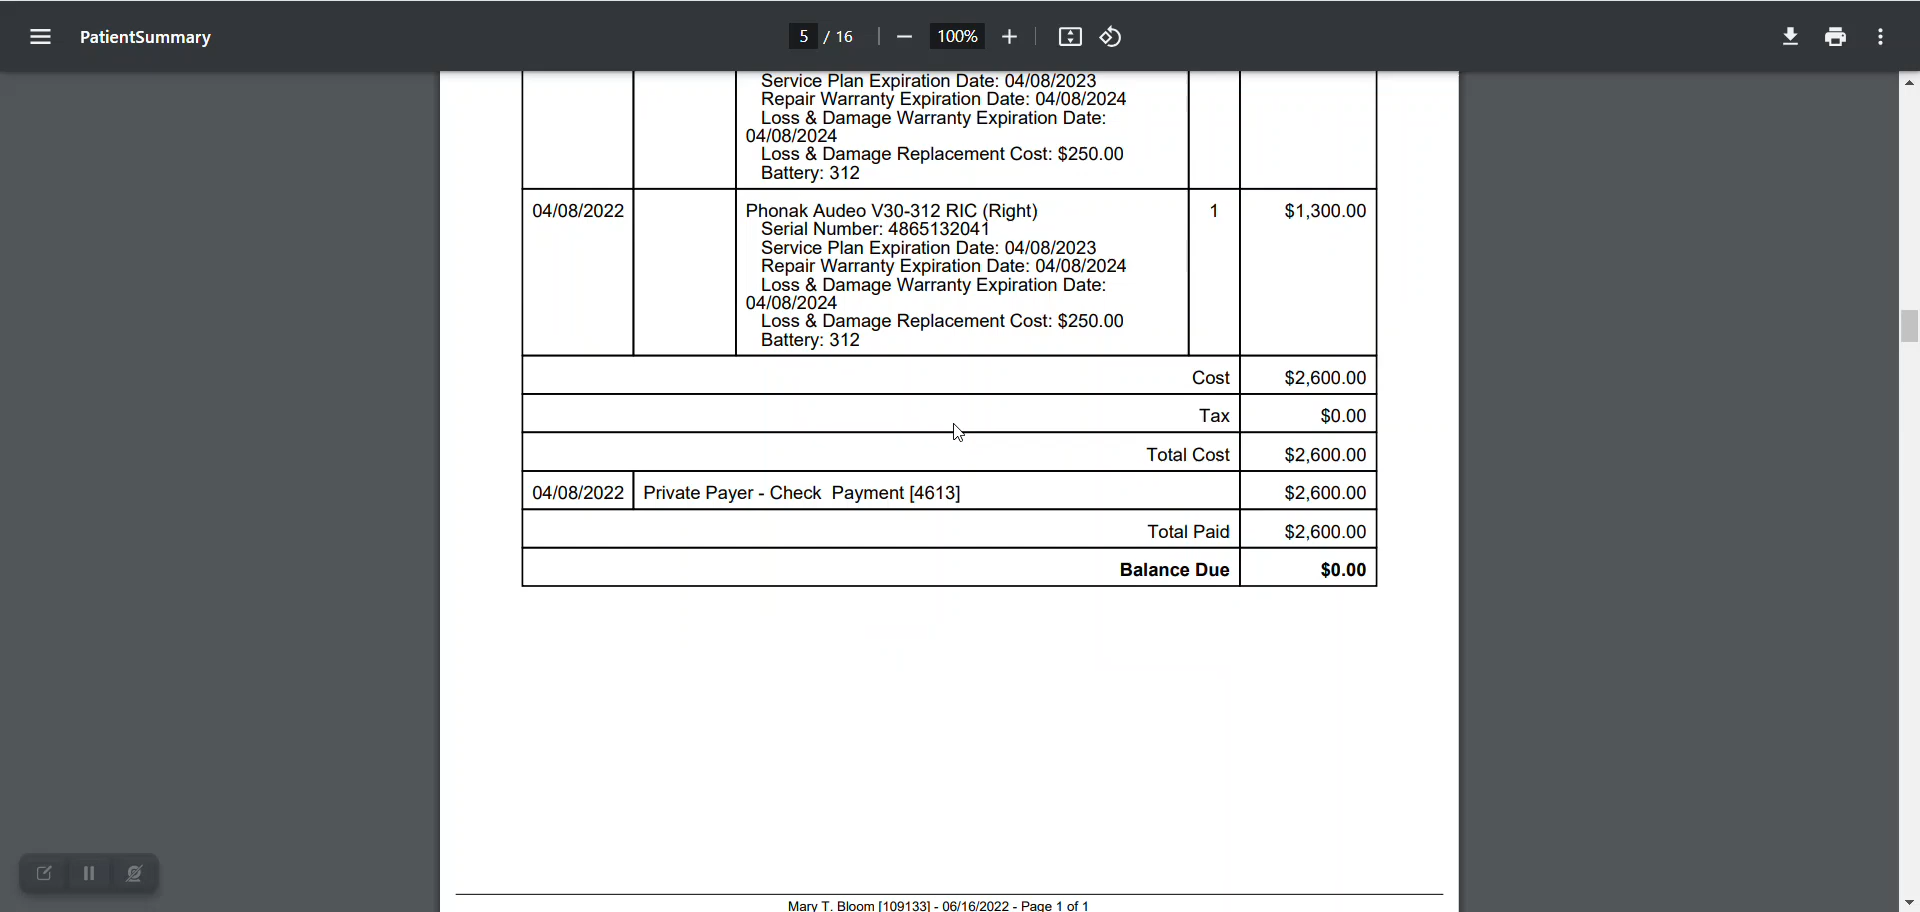 PatientSummary
5 / 16
100%
Service Plan Expiration Date: 04/08/2023
Repair Warranty Expiration Date: 04/08/2024
Loss & Damage Warranty Expiration Date:
04/08/2024
Loss & Damage Replacement Cost: $250.00
Battery: 312
04/08/2022 Phonak Audeo V30-312 RIC (Right) 1 $1,300.00
Serial Number: 4865132041
Service Plan Expiration Date: 04/08/2023
Repair Warranty Expiration Date: 04/08/2024
Loss & Damage Warranty Expiration Date:
04/08/2024
Loss & Damage Replacement Cost: $250.00
Battery: 312
Cost $2,600.00
Tax $0.00
Total Cost $2,600.00
04/08/2022 Private Payer - Check Payment [4613] $2,600.00
Total Paid $2,600.00
Balance Due $0.00
Mary T. Bloom [109133] - 06/16/2022 - Page 1 of 1